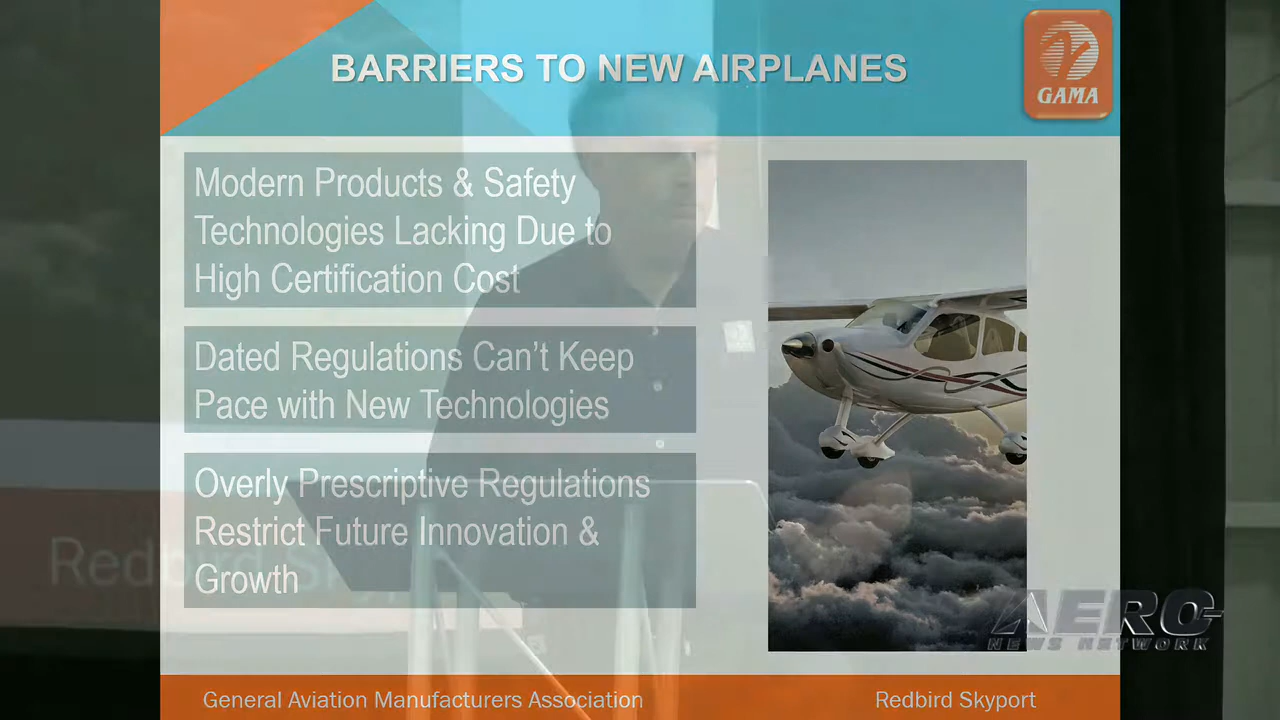 BARRIERS TO NEW AIRPLANES
GAMA
Modern Products & Safety
Technologies Lacking Due to
High Certification Cost
Dated Regulations Can't Keep
Pace with New Technologies
Overly Prescriptive Regulations
Restrict Future Innovation &
Growth
Redbird
AERO
NEWS NETWORK
General Aviation Manufacturers Association
Redbird Skyport